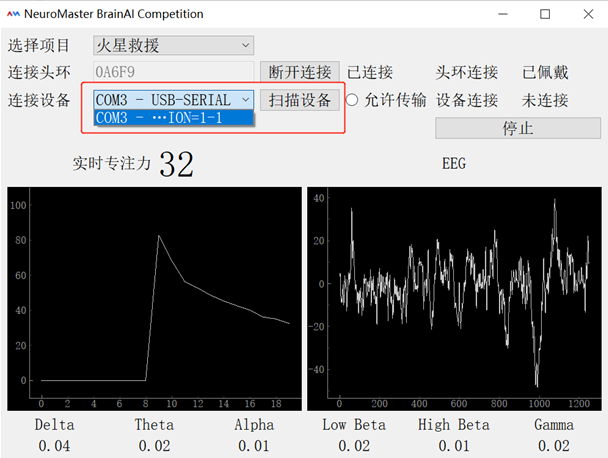 NeuroMaster BrainAI Competition
选择项目 火星救援
连接头环 0A6F9 断开连接 已连接 头环连接 已佩戴
连接设备 COM3 - USB-SERIAL 扫描设备 允许传输 设备连接 未连接
COM3 - ···ION=1-1
停止
实时专注力 32 EEG
100
80
60
40
20
0
0 2 4 6 8 10 12 14 16 18
40
20
0
-20
-40
0 200 400 600 800 1000 1200
Delta Theta Alpha Low Beta High Beta Gamma
0.04 0.02 0.01 0.02 0.01 0.02